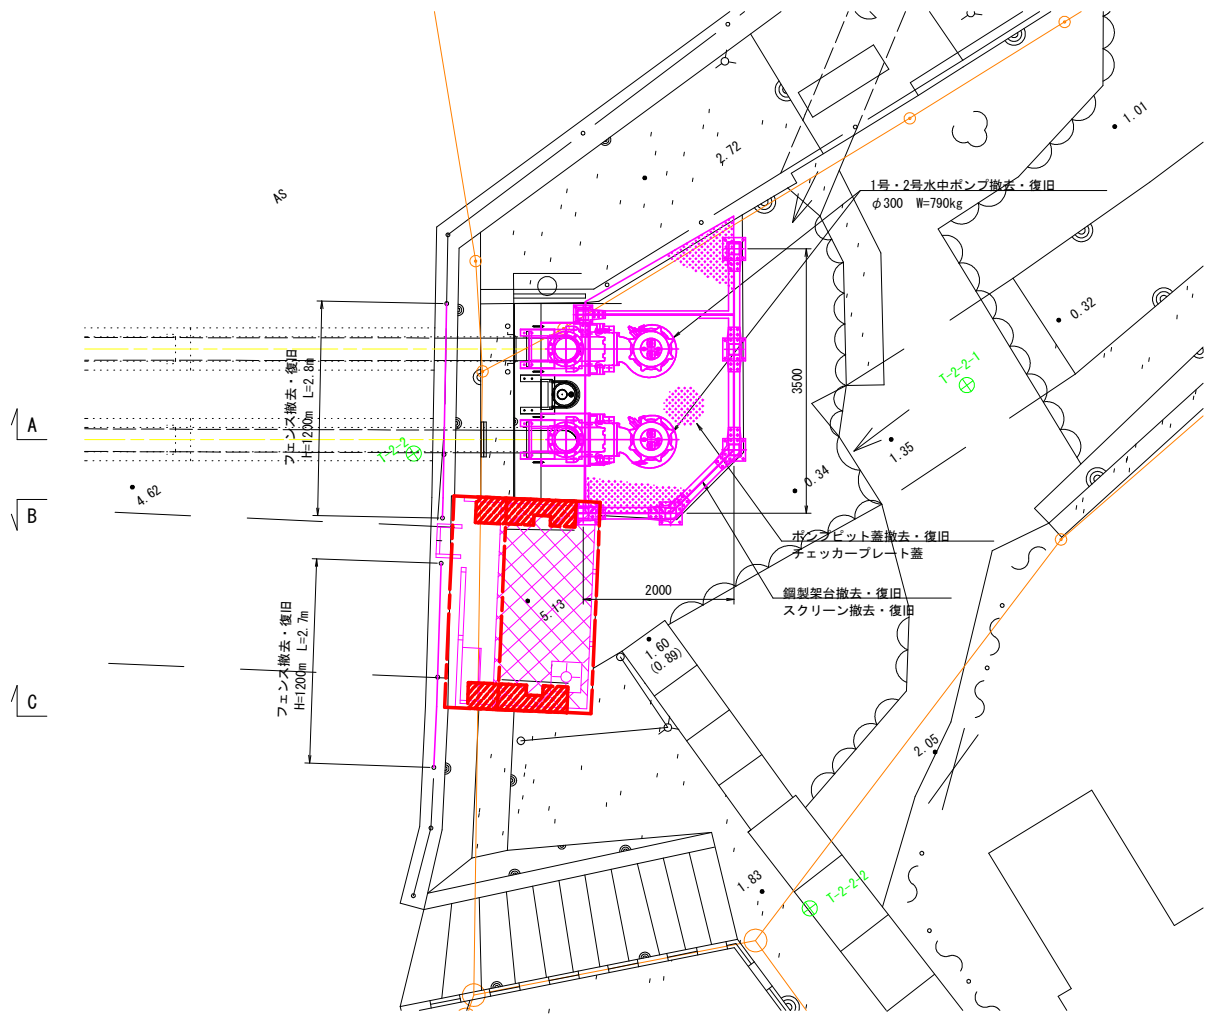 AS
2.72
1.01
1号・2号水中ポンプ撤去・復旧
φ300 W=790kg
0.32
T-2-2-1
フェンス撤去・復旧
H=1200m L=2.8m
3500
A
T-2-2
1.35
0.34
4.62
B
ポンプピット蓋撤去・復旧
チェッカープレート蓋
2000
鋼製架台撤去・復旧
スクリーン撤去・復旧
5.13
フェンス撤去・復旧
H=1200m L=2.7m
1.60
(0.89)
C
2.05
1.83
T-2-2-2